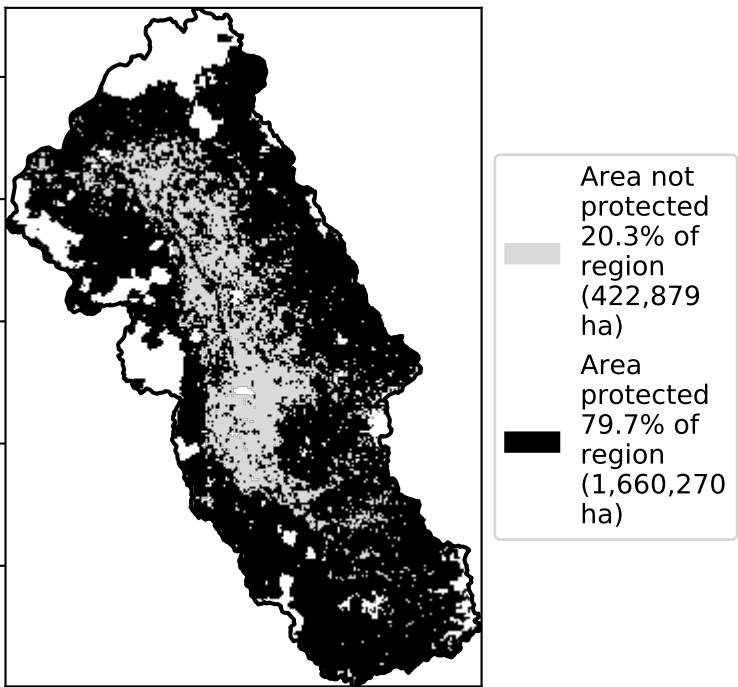 Area not
protected
20.3% of
region
(422,879
ha)
Area
protected
79.7% of
region
(1,660,270
ha)